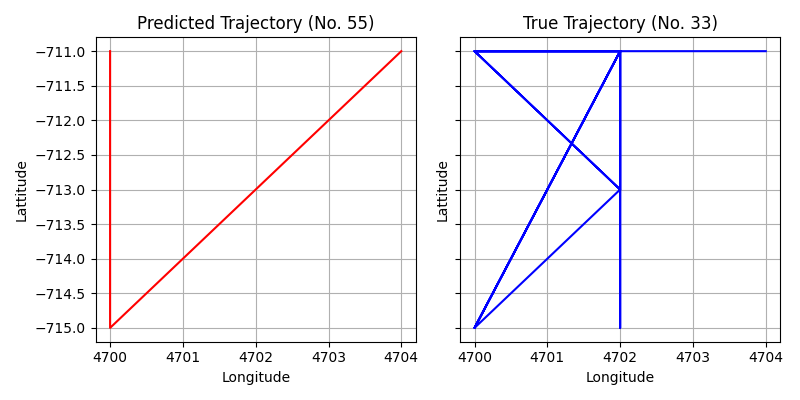 Predicted Trajectory (No. 55)
True Trajectory (No. 33)
Lattitude
−711.0
−711.5
−712.0
−712.5
−713.0
−713.5
−714.0
−714.5
−715.0
4700 4701 4702 4703 4704
Longitude
Lattitude
4700 4701 4702 4703 4704
Longitude